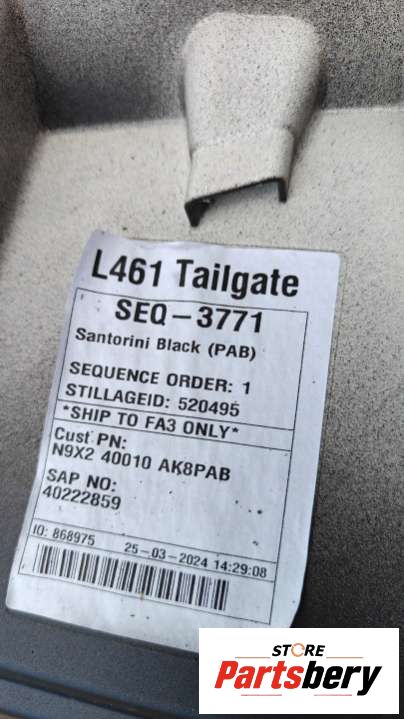 L461 Tailgate
SEQ-3771
Santorini Black (PAB)
SEQUENCE ORDER: 1
STILLAGEID: 520495
*SHIP TO FA3 ONLY*
Cust PN:
N9X2 40010 AK8PAB
SAP NO:
40222859
IO: 868975
25-03-2024 14:29:08
STORE
Partsbery